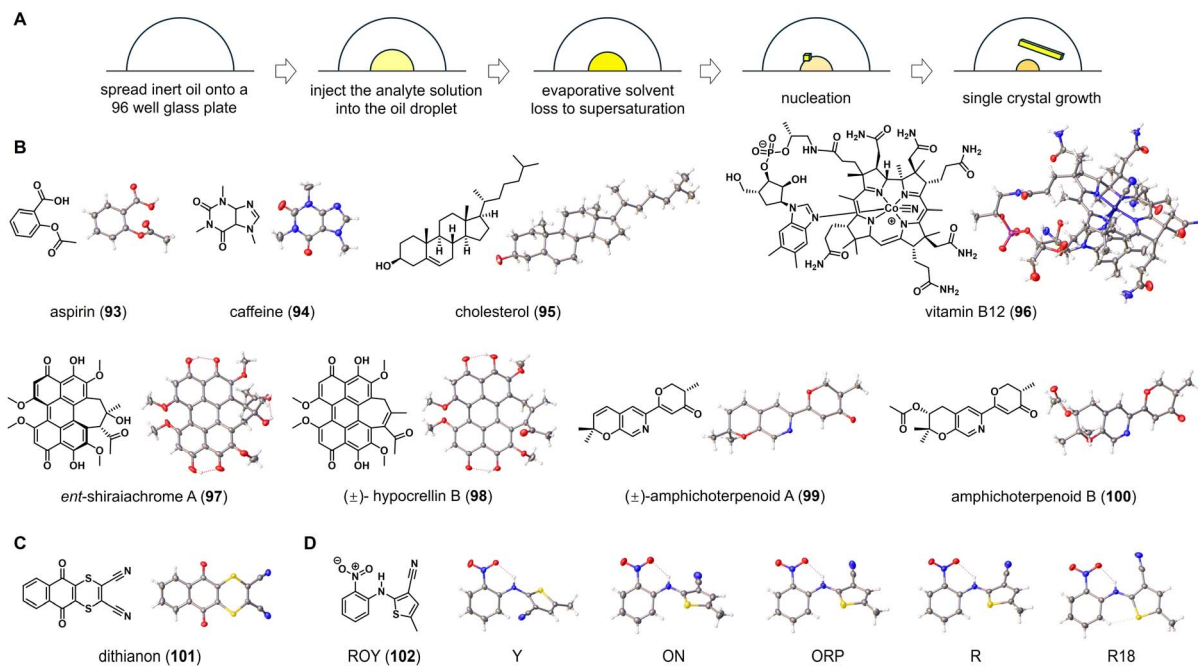 A
spread inert oil onto a
96 well glass plate
inject the analyte solution
into the oil droplet
evaporative solvent
loss to supersaturation
nucleation
single crystal growth
B
aspirin (93)
caffeine (94)
cholesterol (95)
vitamin B12 (96)
ent-shiraiachrome A (97)
(±)- hypocrellin B (98)
(±)-amphichoterpenoid A (99)
amphichoterpenoid B (100)
C
dithianon (101)
D
ROY (102)
Y
ON
ORP
R
R18